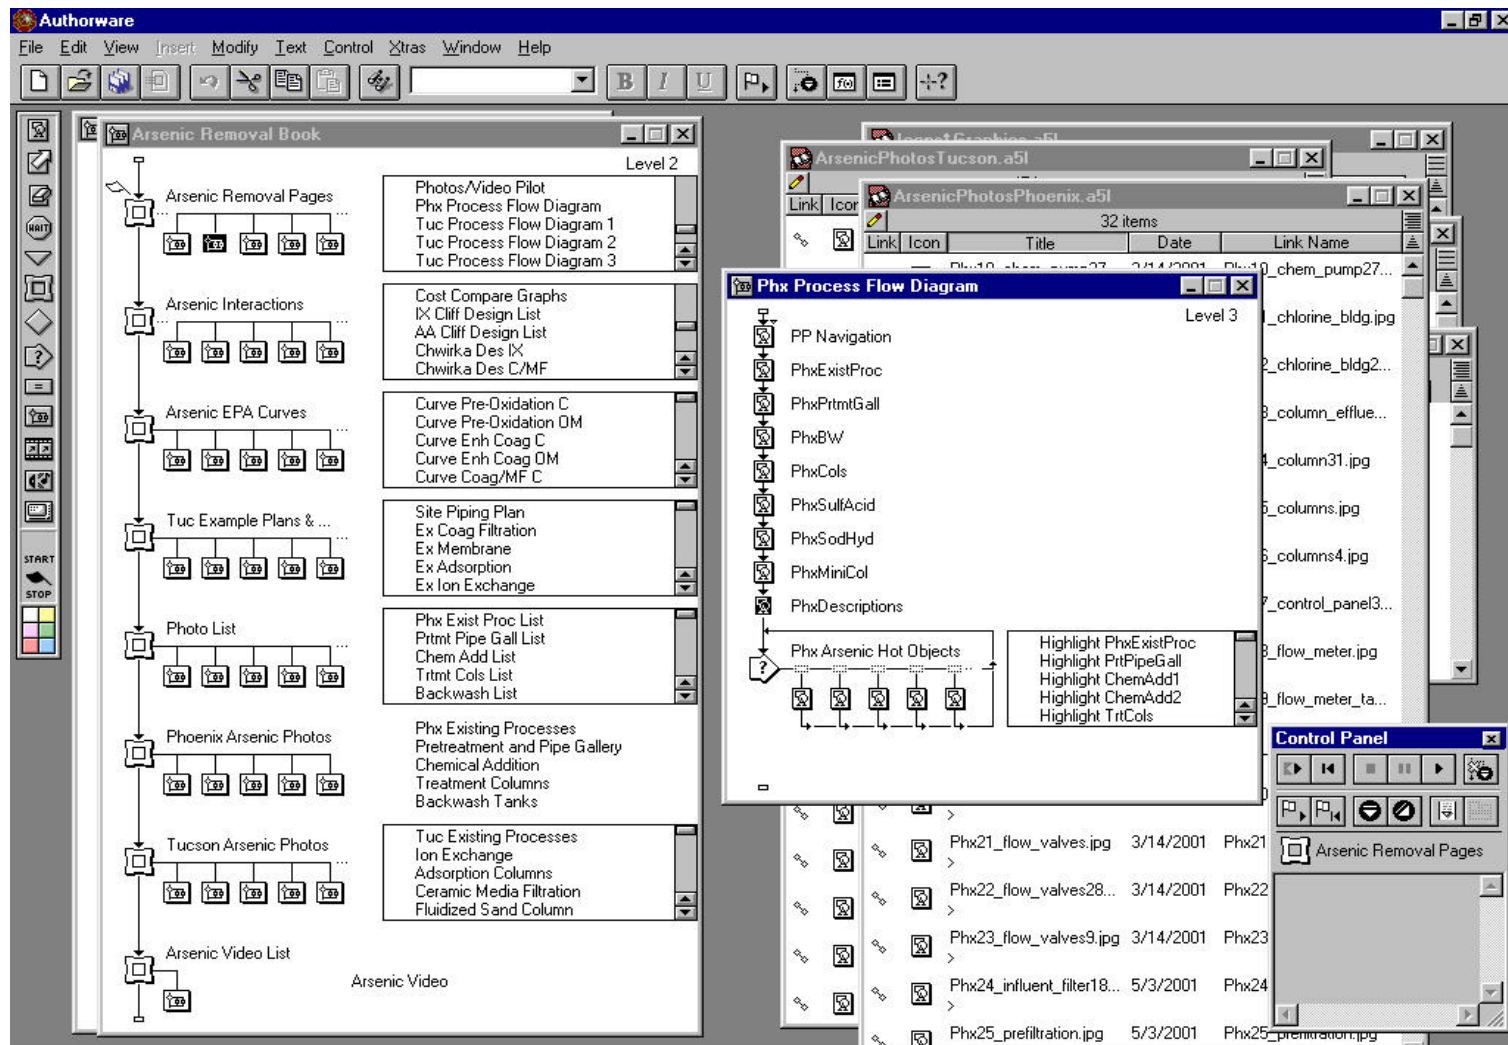 Authorware
File Edit View Insert Modify Text Control Xtras Window Help
B I U
WAIT
START
STOP
Arsenic Removal Book
Level 2
Arsenic Removal Pages
Photos/Video Pilot
Phx Process Flow Diagram
Tuc Process Flow Diagram 1
Tuc Process Flow Diagram 2
Tuc Process Flow Diagram 3
Arsenic Interactions
Cost Compare Graphs
IX Cliff Design List
AA Cliff Design List
Chwirka Des IX
Chwirka Des C/MF
Arsenic EPA Curves
Curve Pre-Oxidation C
Curve Pre-Oxidation OM
Curve Enh Coag C
Curve Enh Coag OM
Curve Coag/MF C
Tuc Example Plans & ...
Site Piping Plan
Ex Coag Filtration
Ex Membrane
Ex Adsorption
Ex Ion Exchange
Photo List
Phx Exist Proc List
Prtmt Pipe Gall List
Chem Add List
Trtmt Cols List
Backwash List
Phoenix Arsenic Photos
Phx Existing Processes
Pretreatment and Pipe Gallery
Chemical Addition
Treatment Columns
Backwash Tanks
Tucson Arsenic Photos
Tuc Existing Processes
Ion Exchange
Adsorption Columns
Ceramic Media Filtration
Fluidized Sand Column
Arsenic Video List
Arsenic Video
ArsenicPhotosTucson.a5l
Link Icon
ArsenicPhotosPhoenix.a5l
32 items
Link Icon Title Date Link Name
_chem_pump27...
_chlorine_bldg.jpg
_chlorine_bldg2...
_column_efflue...
_column31.jpg
_columns.jpg
_columns4.jpg
_control_panel3...
_flow_meter.jpg
_flow_meter_ta...
Phx Process Flow Diagram
Level 3
PP Navigation
PhxExistProc
PhxPrtmtGall
PhxBW
PhxCols
PhxSulfAcid
PhxSodHyd
PhxMiniCol
PhxDescriptions
Phx Arsenic Hot Objects
Highlight PhxExistProc
Highlight PrtPipeGall
Highlight ChemAdd1
Highlight ChemAdd2
Highlight TrtCols
Phx21_flow_valves.jpg 3/14/2001 Phx21
>
Phx22_flow_valves28... 3/14/2001 Phx22
>
Phx23_flow_valves9.jpg 3/14/2001 Phx23
>
Phx24_influent_filter18... 5/3/2001 Phx24
>
Phx25_prefiltration.jpg 5/3/2001 Phx25_prefiltration.jpg
Control Panel
Arsenic Removal Pages